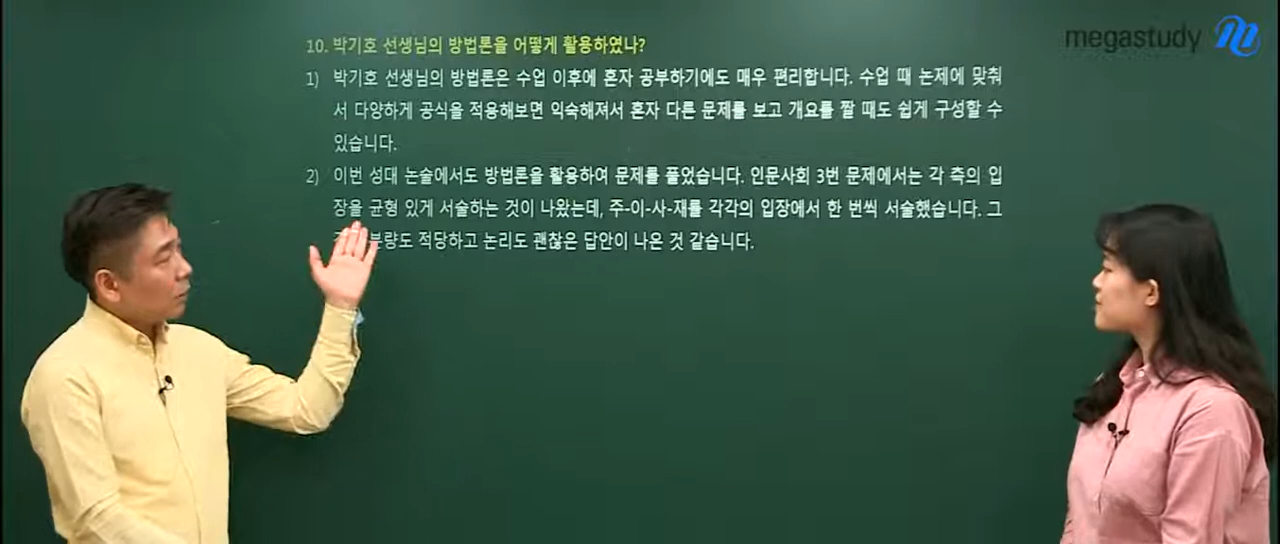 megastudy
10. 박기호 선생님의 방법론을 어떻게 활용하였나?
1) 박기호 선생님의 방법론은 수업 이후에 혼자 공부하기에도 매우 편리합니다. 수업 때 논제에 맞춰
서 다양하게 공식을 적용해보면 익숙해져서 혼자 다른 문제를 보고 개요를 짤 때도 쉽게 구성할 수
있습니다.
2) 이번 성대 논술에서도 방법론을 활용하여 문제를 풀었습니다. 인문사회 3번 문제에서는 각 측의 입
장을 균형 있게 서술하는 것이 나왔는데, 주-이-사-재를 각각의 입장에서 한 번씩 서술했습니다. 그
분량도 적당하고 논리도 괜찮은 답안이 나온 것 같습니다.